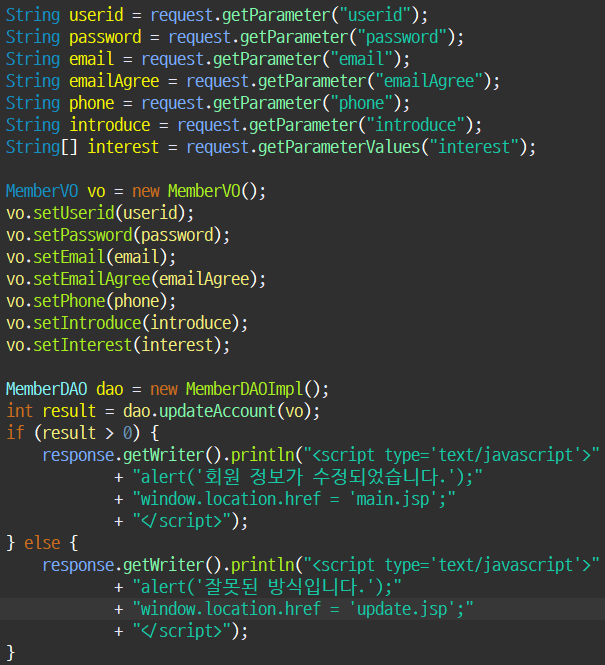 String userid = request.getParameter("userid");
String password = request.getParameter("password");
String email = request.getParameter("email");
String emailAgree = request.getParameter("emailAgree");
String phone = request.getParameter("phone");
String introduce = request.getParameter("introduce");
String[] interest = request.getParameterValues("interest");
MemberVO vo = new MemberVO();
vo.setUserid(userid);
vo.setPassword(password);
vo.setEmail(email);
vo.setEmailAgree(emailAgree);
vo.setPhone(phone);
vo.setIntroduce(introduce);
vo.setInterest(interest);
MemberDAO dao = new MemberDAOImpl();
int result = dao.updateAccount(vo);
if (result > 0) {
response.getWriter().println("<script type='text/javascript'>"
+ "alert('회원 정보가 수정되었습니다.');"
+ "window.location.href = 'main.jsp';"
+ "</script>");
} else {
response.getWriter().println("<script type='text/javascript'>"
+ "alert('잘못된 방식입니다.');"
+ "window.location.href = 'update.jsp';"
+ "</script>");
}